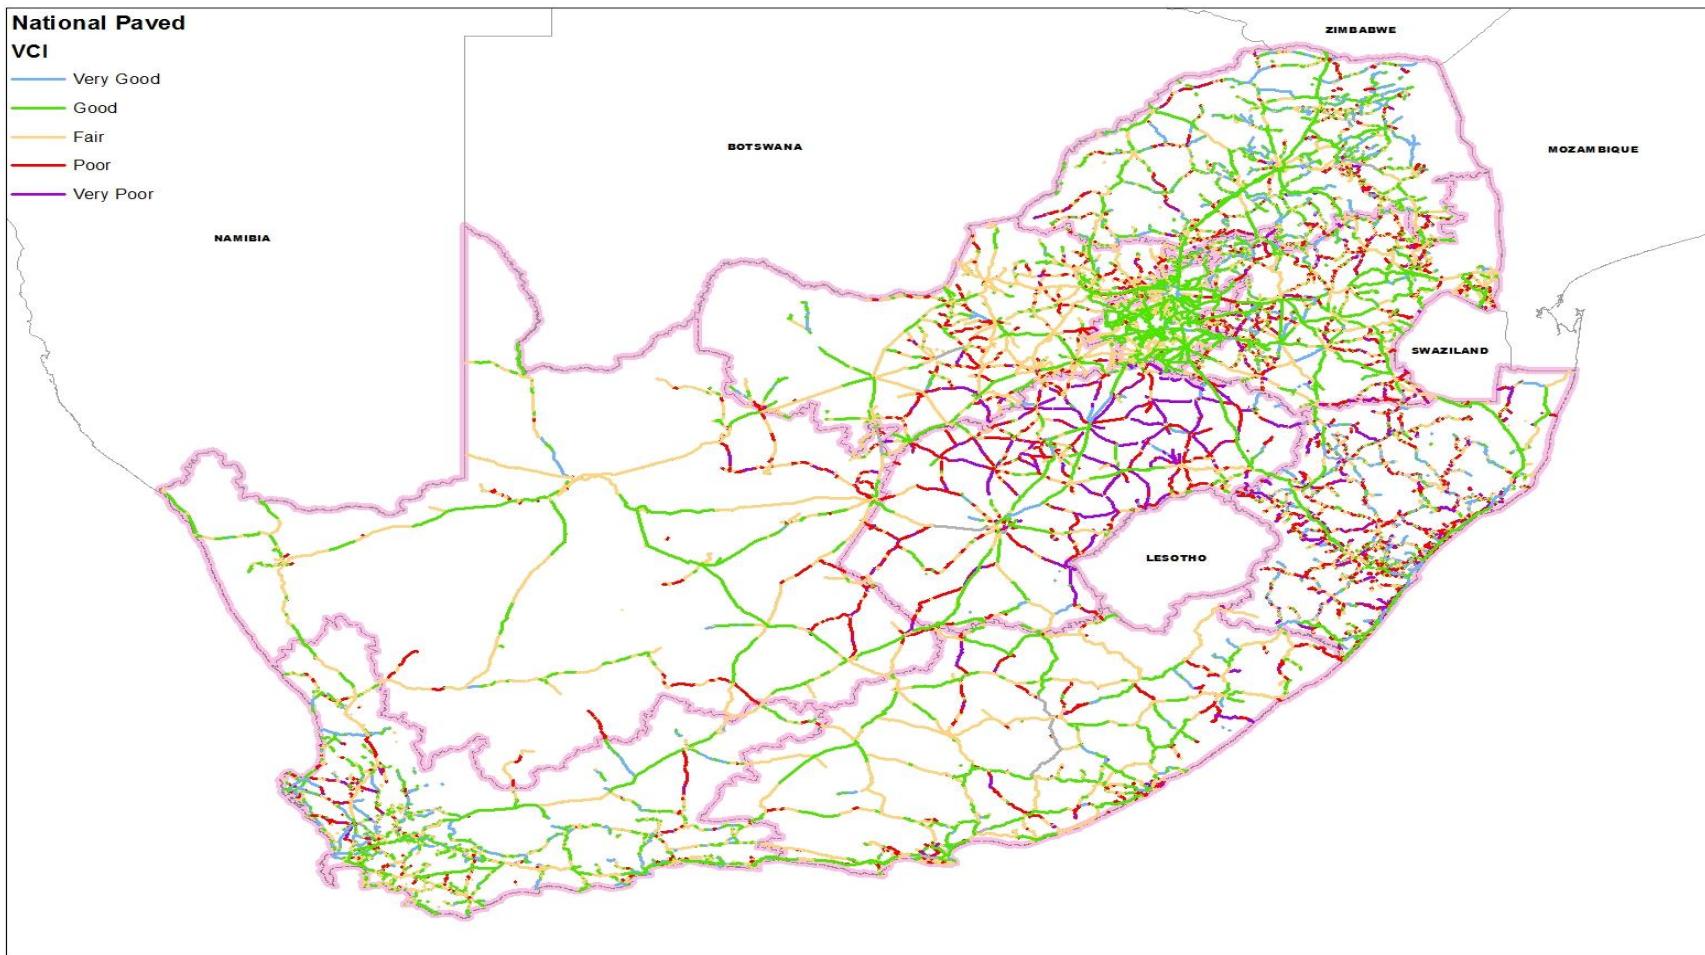 National Paved
VCI
Very Good
Good
Fair
Poor
Very Poor
ZIMBABWE
BOTSWANA
MOZAMBIQUE
NAMIBIA
SWAZILAND
LESOTHO